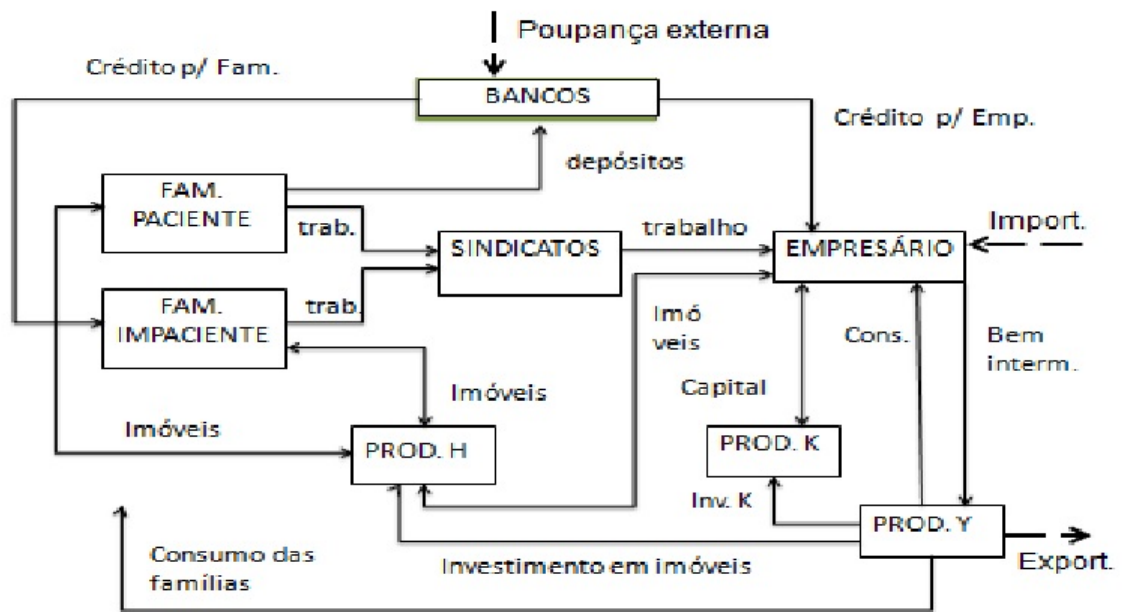 Poupança externa
Crédito p/ Fam.
BANCOS
Crédito p/ Emp.
depósitos
FAM.
PACIENTE
trab.
SINDICATOS
trabalho
EMPRESÁRIO
Import.
FAM.
IMPACIENTE
trab.
Imó
veis
Cons.
Bem
interm.
Capital
Imóveis
Imóveis
PROD. H
PROD. K
Inv. K
PROD. Y
Consumo das
famílias
Investimento em imóveis
Export.